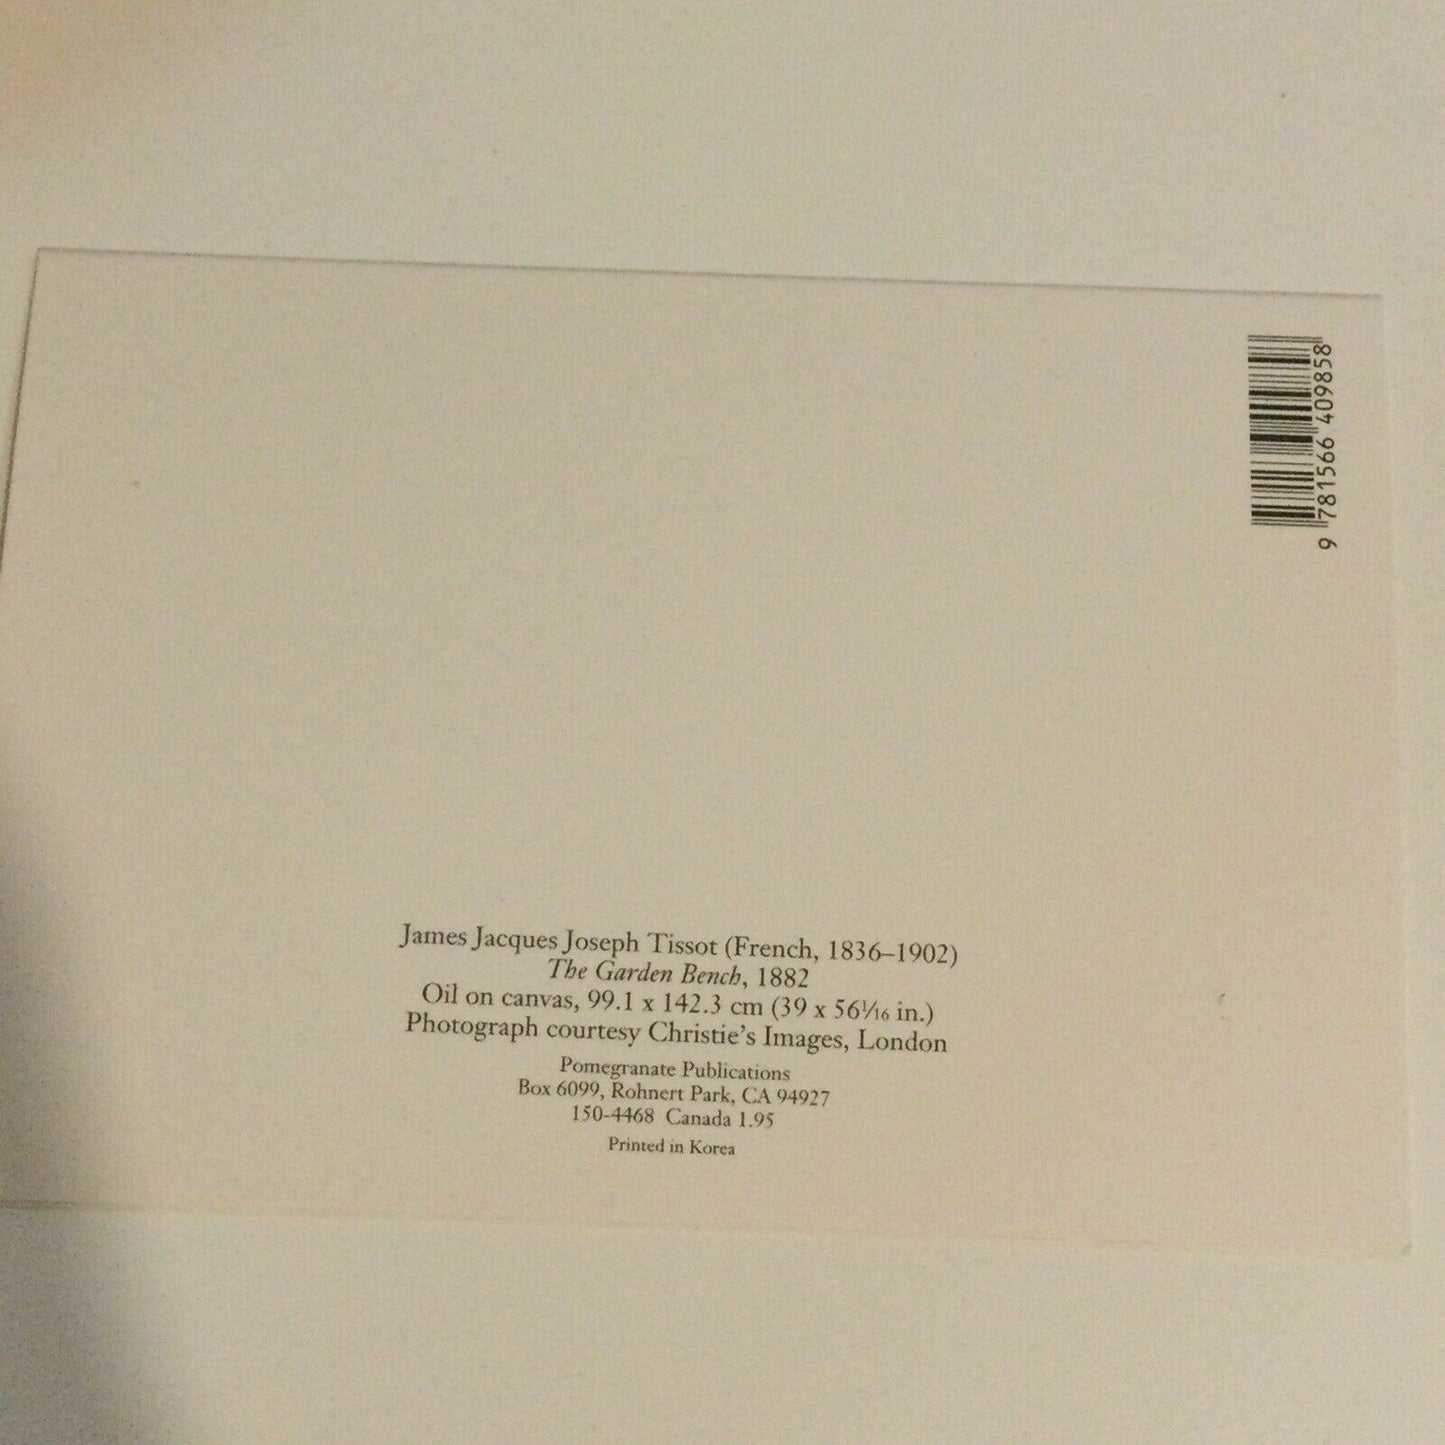 9 781566 409858
James Jacques Joseph Tissot (French, 1836–1902)
The Garden Bench, 1882
Oil on canvas, 99.1 x 142.3 cm (39 x 56 1/16 in.)
Photograph courtesy Christie's Images, London
Pomegranate Publications
Box 6099, Rohnert Park, CA 94927
150-4468 Canada 1.95
Printed in Korea